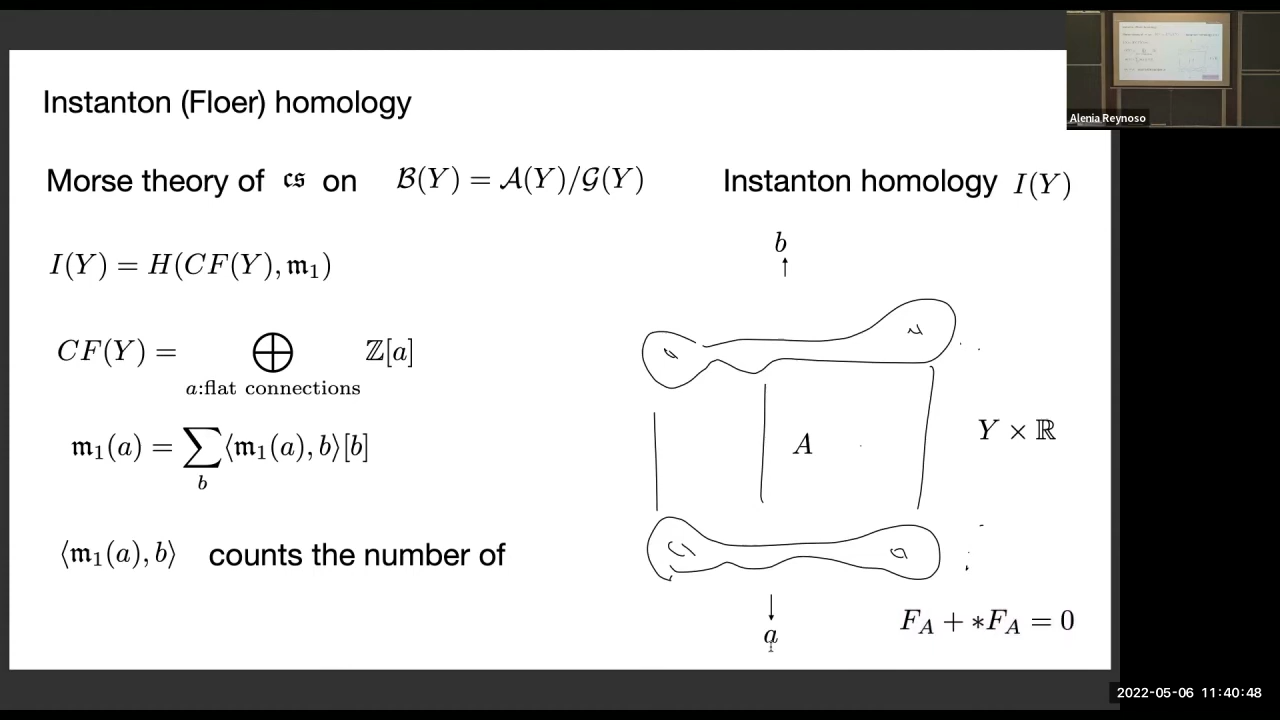 Instanton (Floer) homology
Morse theory of 𝔠𝔰 on ℬ(Y) = 𝒜(Y)/𝒢(Y)
Instanton homology I(Y)
I(Y) = H(CF(Y), 𝔪₁)
CF(Y) = ⊕ ℤ[a]
a:flat connections
𝔪₁(a) = ∑⟨𝔪₁(a), b⟩[b]
b
⟨𝔪₁(a), b⟩ counts the number of
b
↑
A
Y × ℝ
↓
a
F_A + *F_A = 0
Alenia Reynoso
2022-05-06 11:40:48